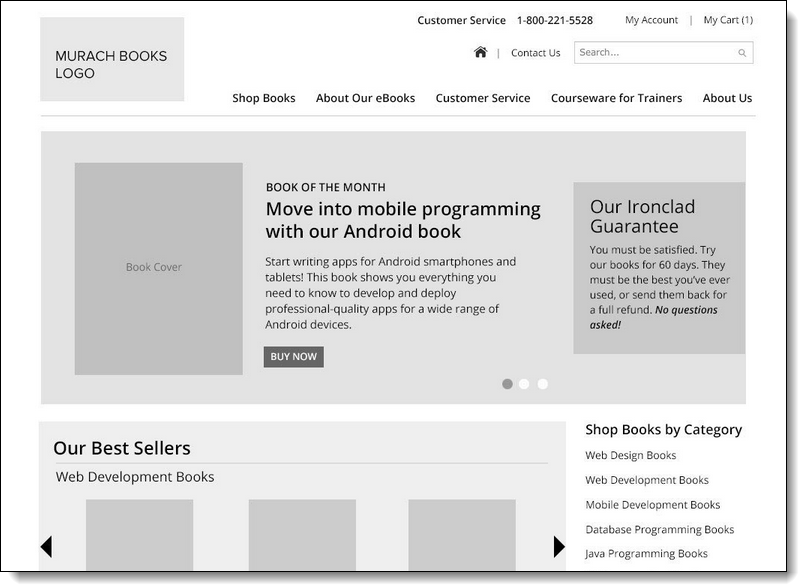 Customer Service 1-800-221-5528 My Account | My Cart (1)
MURACH BOOKS
LOGO
| Contact Us Search...
Shop Books About Our eBooks Customer Service Courseware for Trainers About Us
Book Cover
BOOK OF THE MONTH
Move into mobile programming
with our Android book
Start writing apps for Android smartphones and
tablets! This book shows you everything you
need to know to develop and deploy
professional-quality apps for a wide range of
Android devices.
BUY NOW
Our Ironclad
Guarantee
You must be satisfied. Try
our books for 60 days. They
must be the best you've ever
used, or send them back for
a full refund. No questions
asked!
Our Best Sellers
Web Development Books
Shop Books by Category
Web Design Books
Web Development Books
Mobile Development Books
Database Programming Books
Java Programming Books